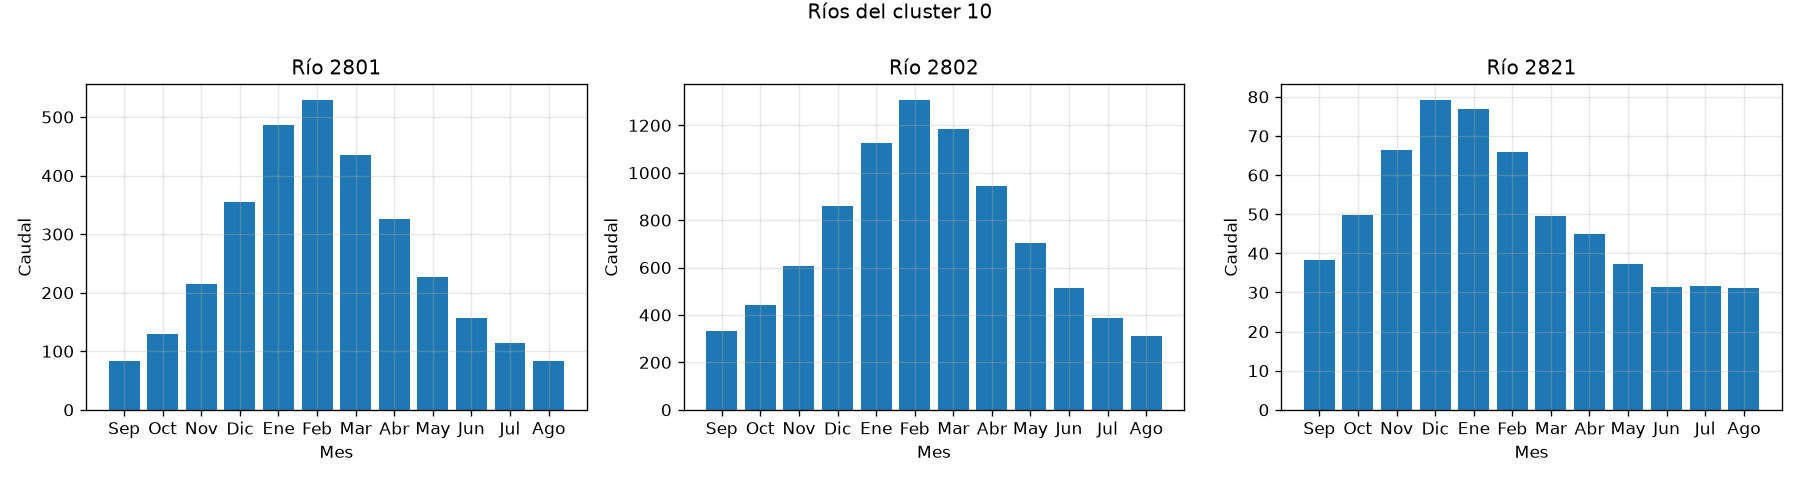 Ríos del cluster 10
Río 2801
Caudal
500
400
300
200
100
0
Sep Oct Nov Dic Ene Feb Mar Abr May Jun Jul Ago
Mes
Río 2802
Caudal
1200
1000
800
600
400
200
0
Sep Oct Nov Dic Ene Feb Mar Abr May Jun Jul Ago
Mes
Río 2821
Caudal
80
70
60
50
40
30
20
10
0
Sep Oct Nov Dic Ene Feb Mar Abr May Jun Jul Ago
Mes